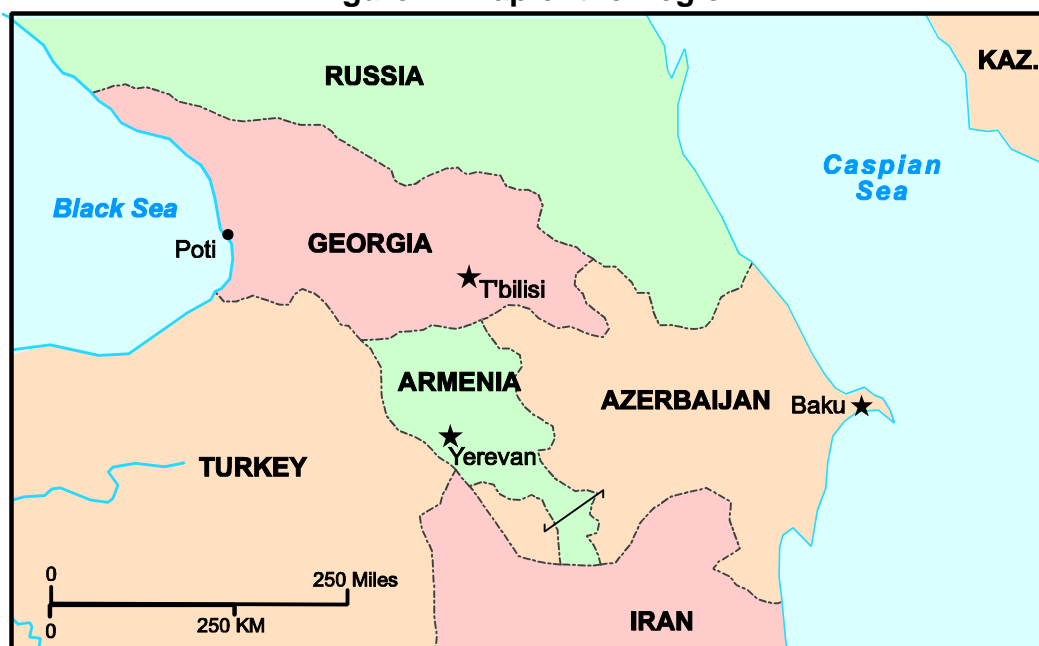 RUSSIA
KAZ.
Caspian
Sea
Black Sea
Poti
GEORGIA
T'bilisi
ARMENIA
AZERBAIJAN
Baku
Yerevan
TURKEY
0
250 Miles
0
250 KM
IRAN